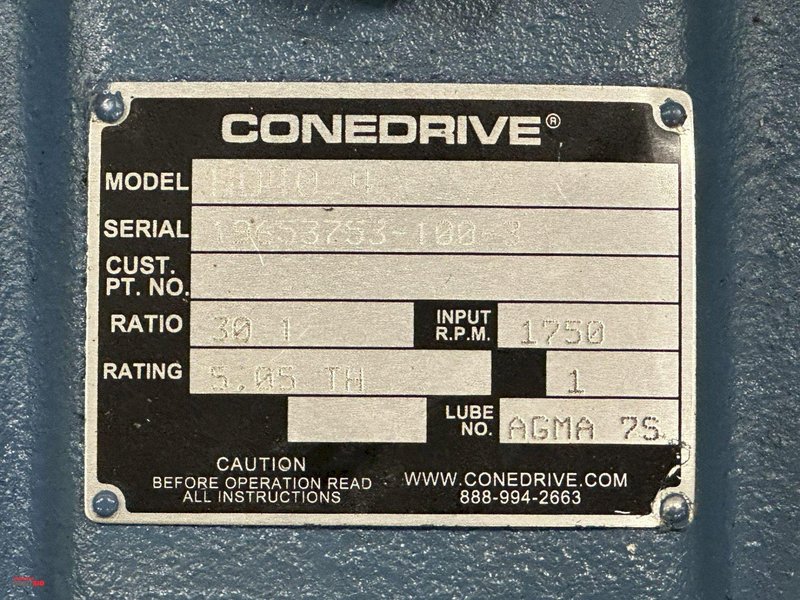 CONEDRIVE®
MODEL
SERIAL
CUST.
PT. NO.
RATIO 30 1 INPUT R.P.M. 1750
RATING 5.05 TH 1
LUBE NO. AGMA 7S
CAUTION
BEFORE OPERATION READ
ALL INSTRUCTIONS
WWW.CONEDRIVE.COM
888-994-2663